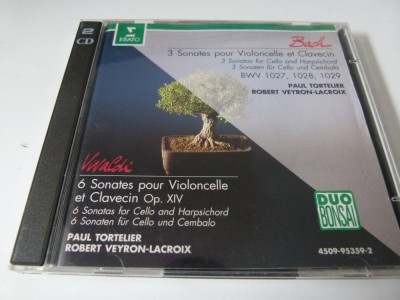 2
CD
ERATO
Bach
3 Sonates pour Violoncelle et Clavecin
3 Sonatas for Cello and Harpsichord
3 Sonaten für Cello und Cembalo
BWV 1027, 1028, 1029
PAUL TORTELIER
ROBERT VEYRON-LACROIX
Vivaldi
6 Sonates pour Violoncelle
et Clavecin Op. XIV
6 Sonatas for Cello and Harpsichord
6 Sonaten für Cello und Cembalo
PAUL TORTELIER
ROBERT VEYRON-LACROIX
DUO
BONSAI
4509-95359-2